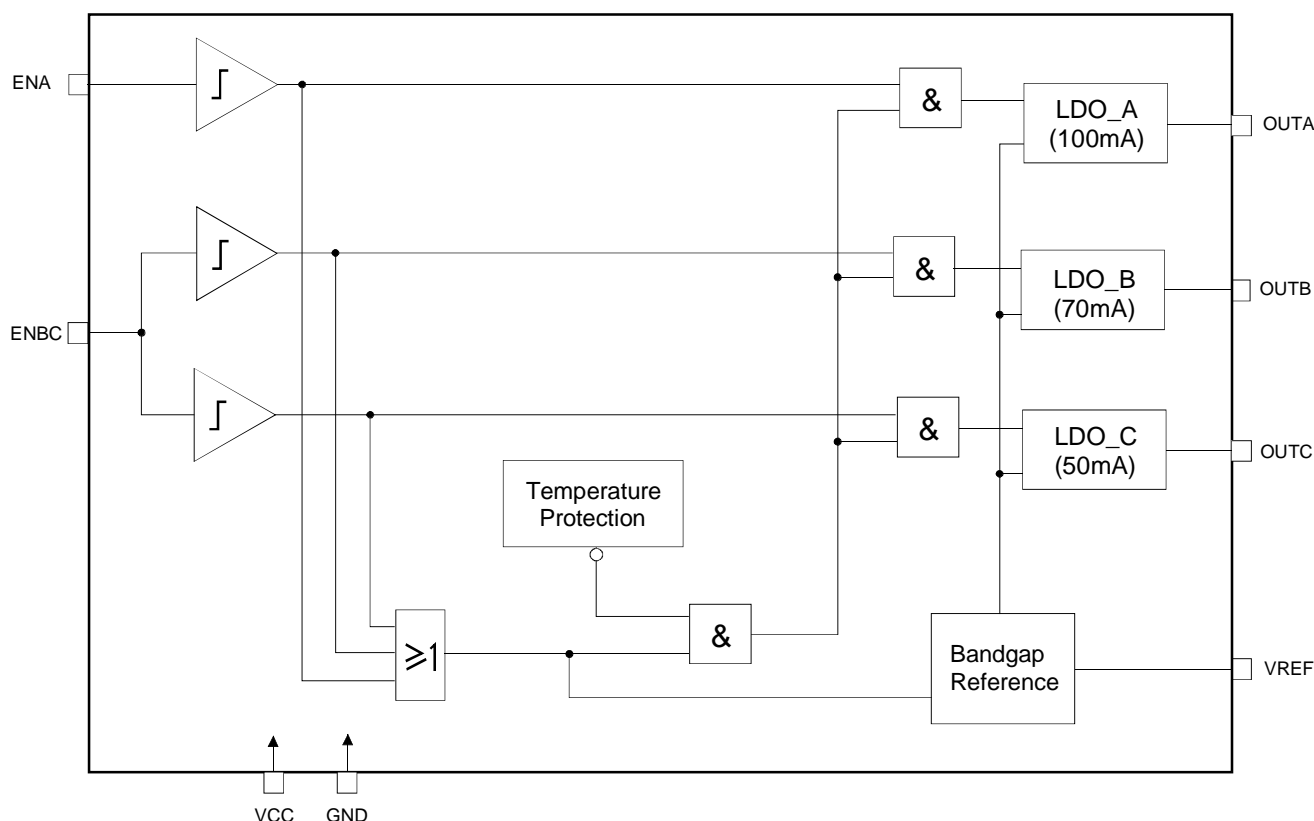 ENA
&
LDO_A
(100mA)
OUTA
&
LDO_B
(70mA)
OUTB
ENBC
&
LDO_C
(50mA)
OUTC
Temperature
Protection
&
≥1
Bandgap
Reference
VREF
VCC
GND